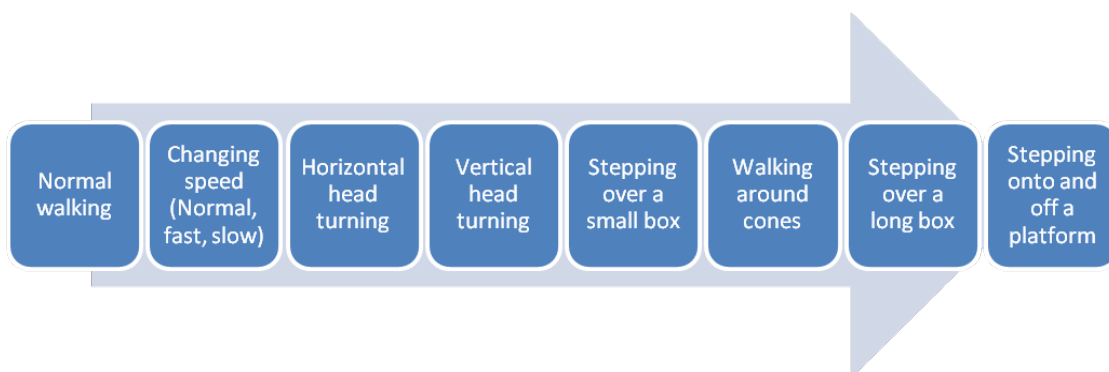 Normal
walking
Changing
speed
(Normal,
fast, slow)
Horizontal
head
turning
Vertical
head
turning
Stepping
over a
small box
Walking
around
cones
Stepping
over a
long box
Stepping
onto and
off a
platform